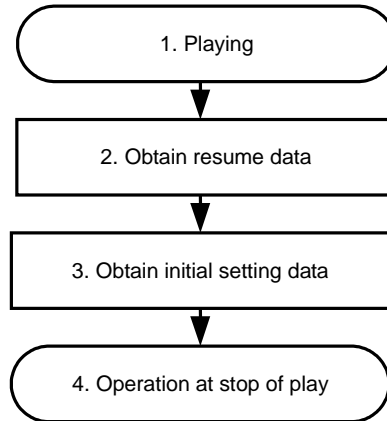 1. Playing
2. Obtain resume data
3. Obtain initial setting data
4. Operation at stop of play